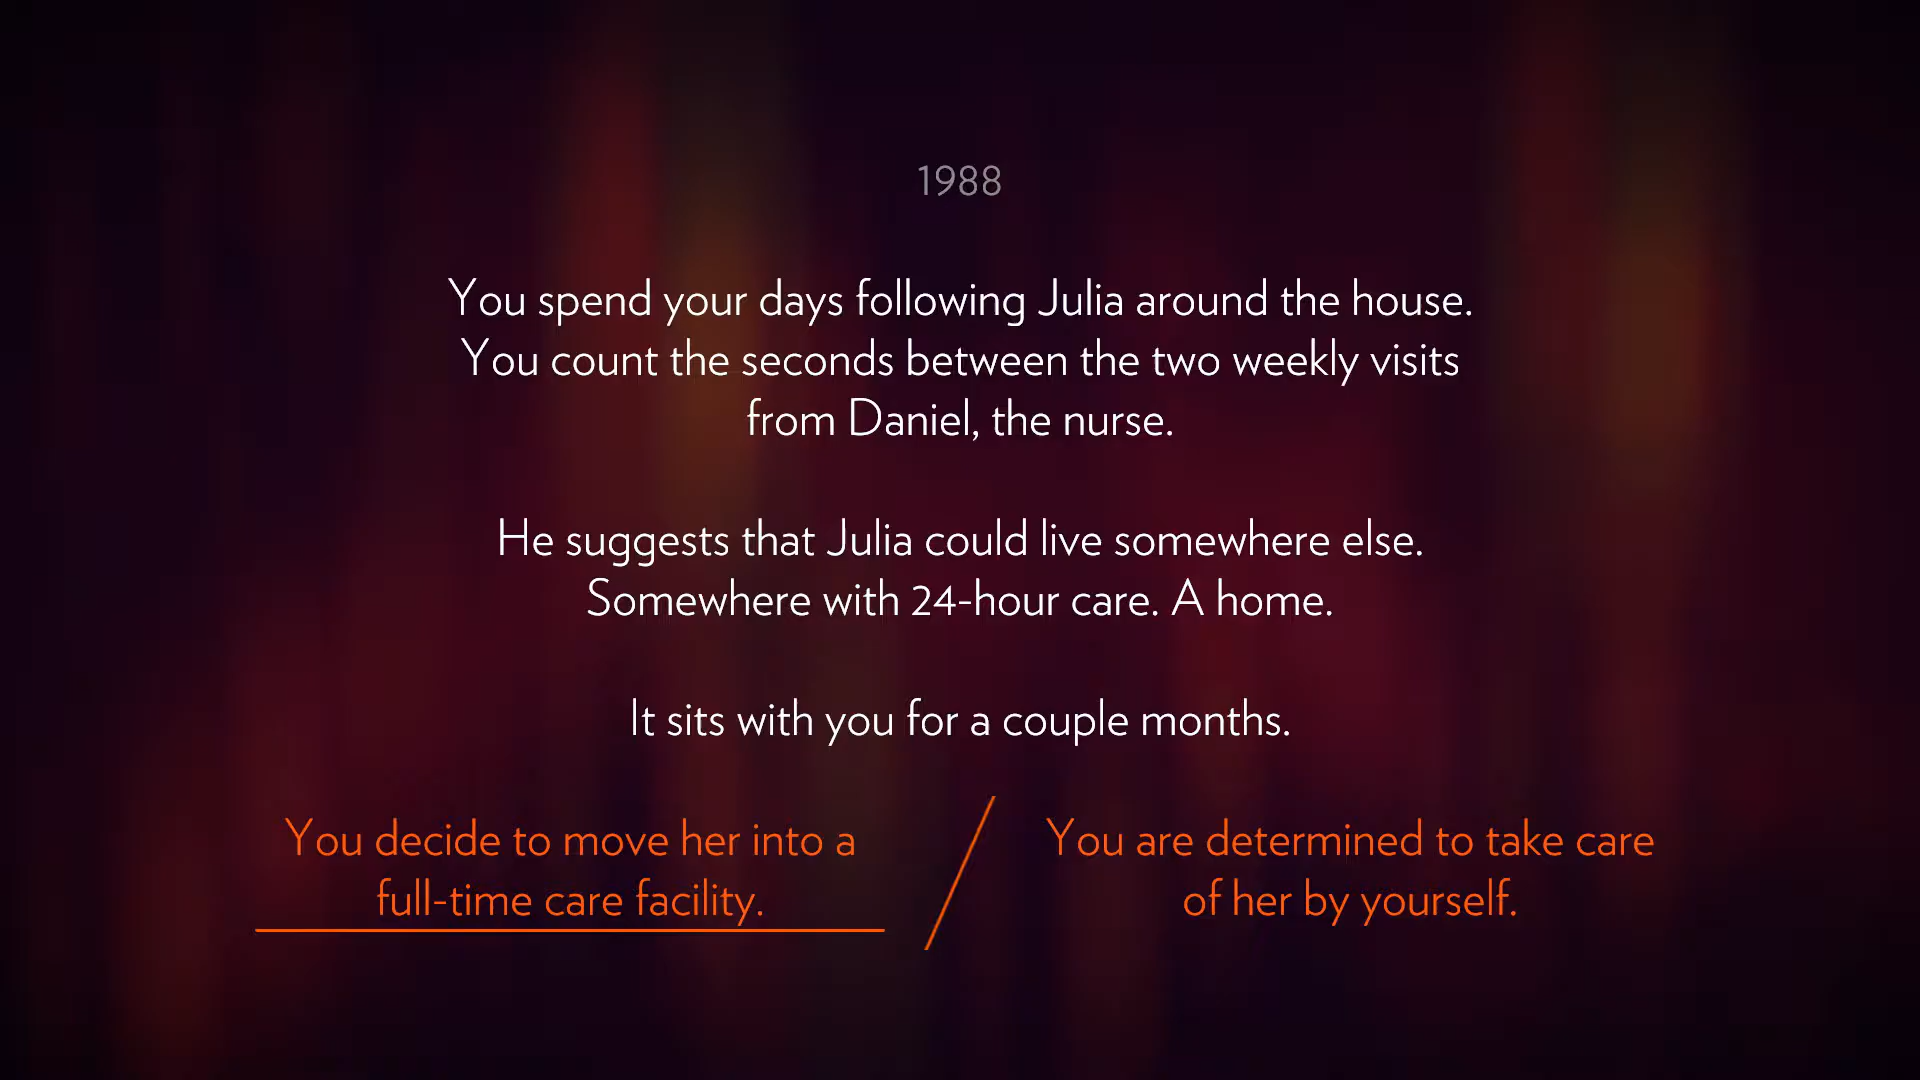 1988
You spend your days following Julia around the house.
You count the seconds between the two weekly visits
from Daniel, the nurse.
He suggests that Julia could live somewhere else.
Somewhere with 24-hour care. A home.
It sits with you for a couple months.
You decide to move her into a
full-time care facility.
You are determined to take care
of her by yourself.